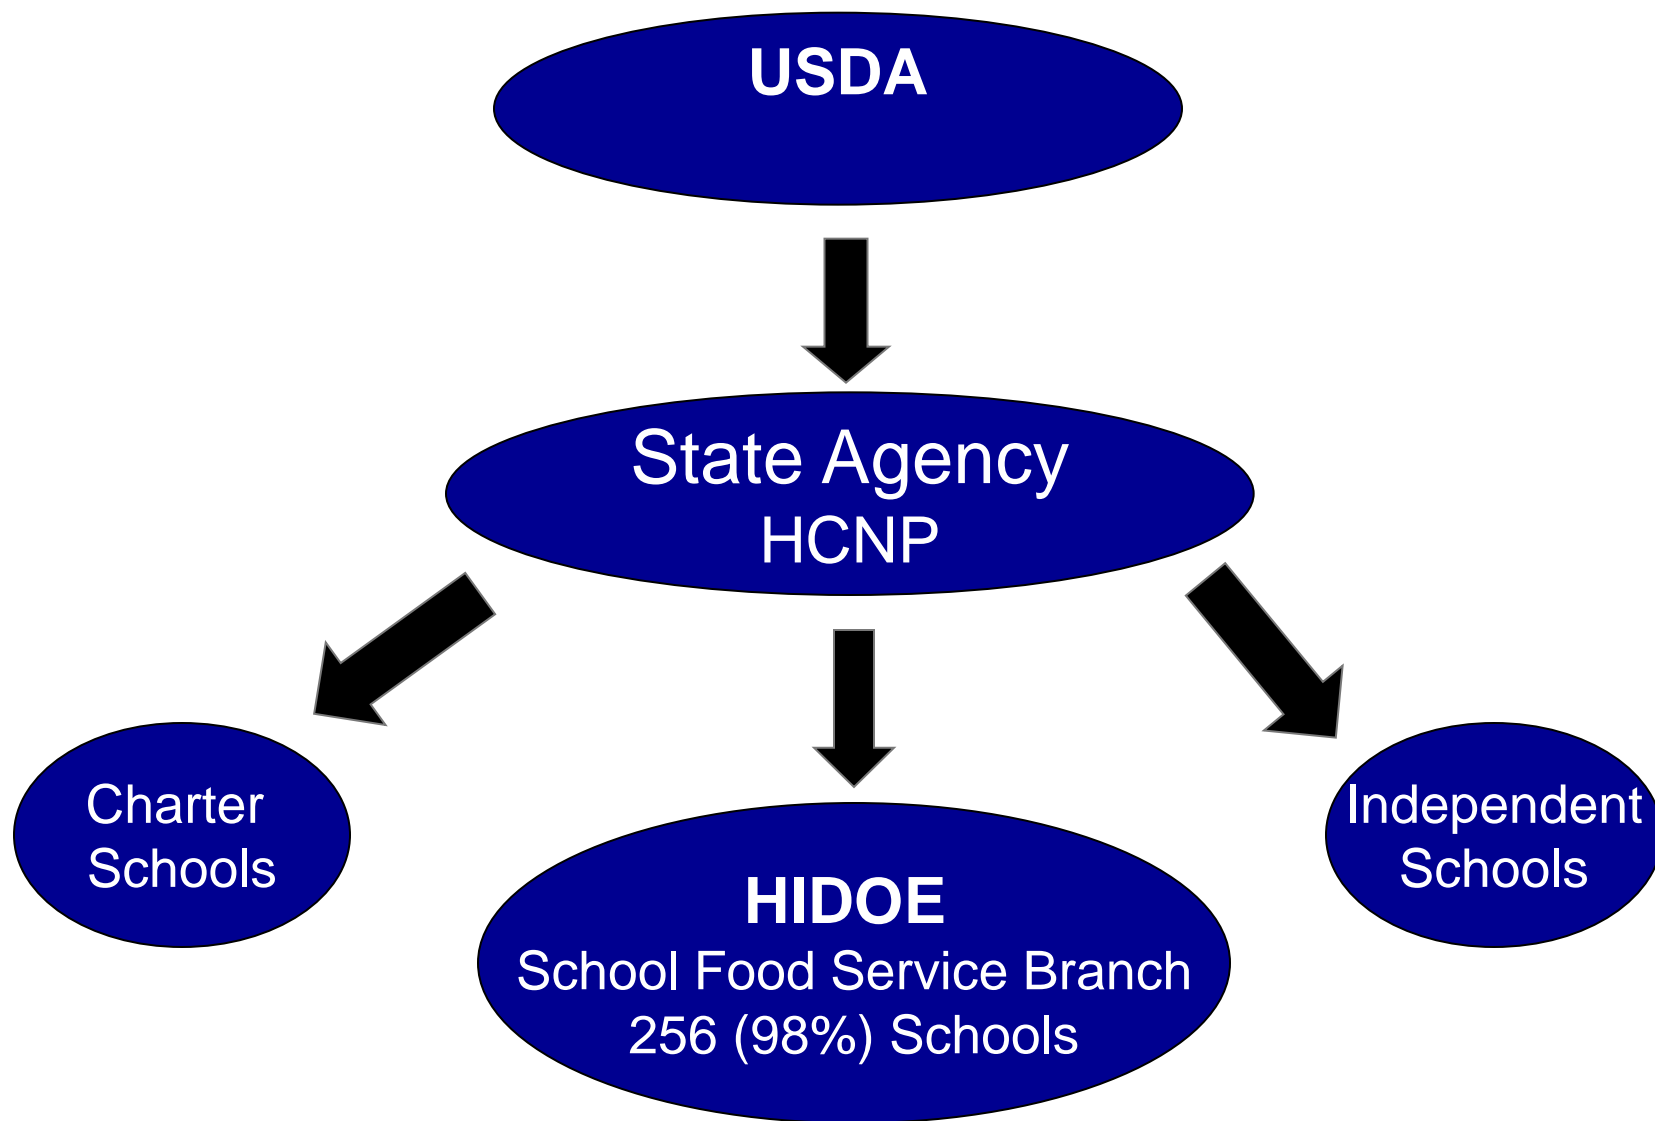 USDA
State Agency
HCNP
Charter
Schools
HIDOE
School Food Service Branch
256 (98%) Schools
Independent
Schools